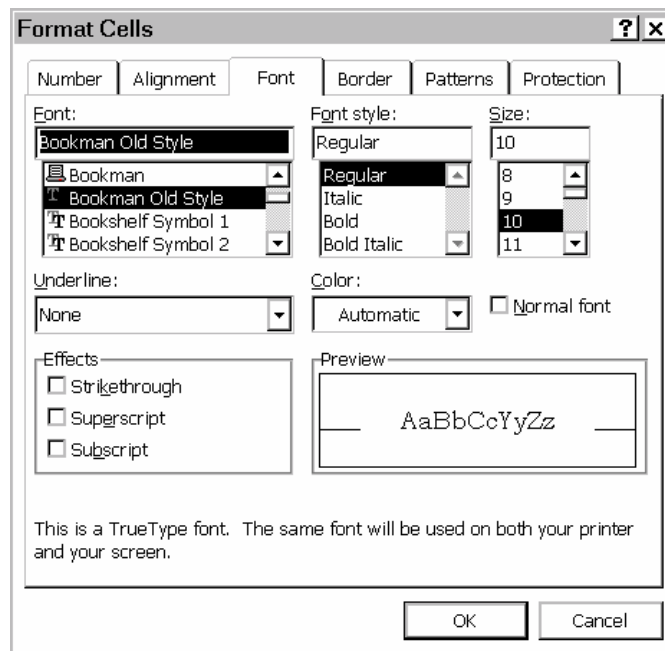 Format Cells
Number Alignment Font Border Patterns Protection
Font: Font style: Size:
Bookman Old Style Regular 10
Bookman Regular 8
Bookman Old Style Italic 9
Bookshelf Symbol 1 Bold 10
Bookshelf Symbol 2 Bold Italic 11
Underline: Color:
None Automatic Normal font
Effects Preview
Strikethrough
Superscript AaBbCcYyZz
Subscript
This is a TrueType font. The same font will be used on both your printer
and your screen.
OK Cancel